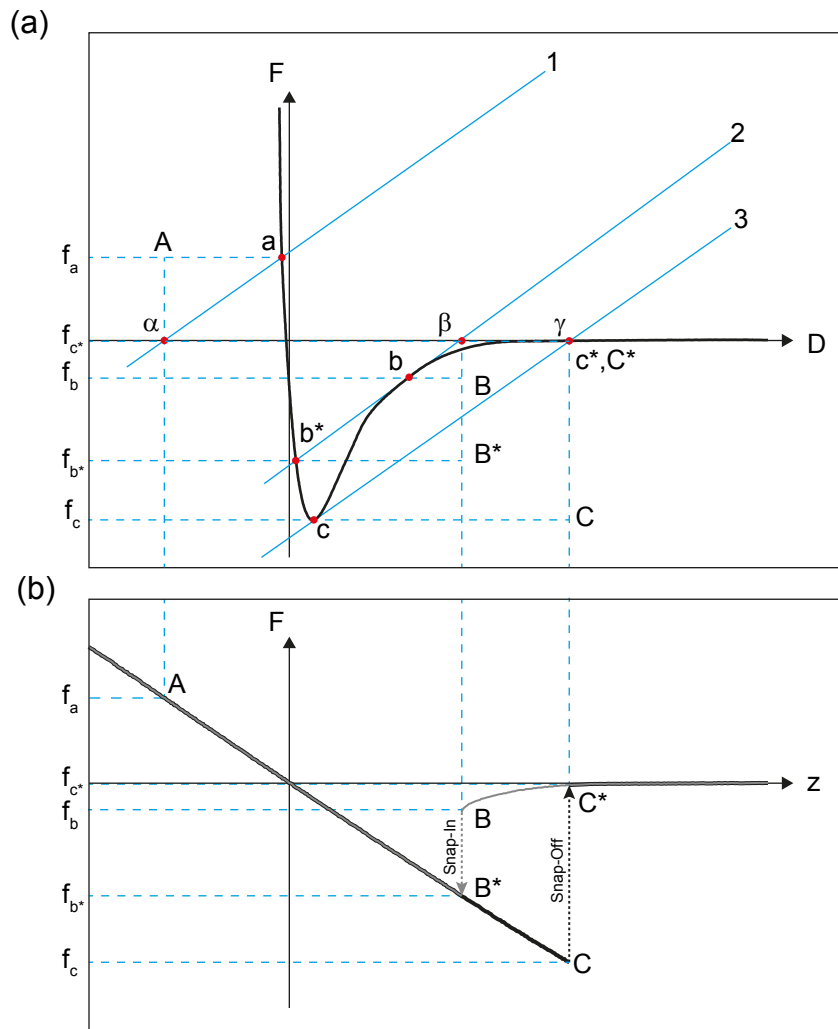 (a)
F
1
2
3
A
a
f_a
α
β
γ
f_c*
D
b
c*,C*
f_b
B
b*
f_b*
B*
f_c
c
C
(b)
F
A
f_a
f_c*
z
f_b
B
C*
Snap-In
Snap-Off
B*
f_b*
f_c
C